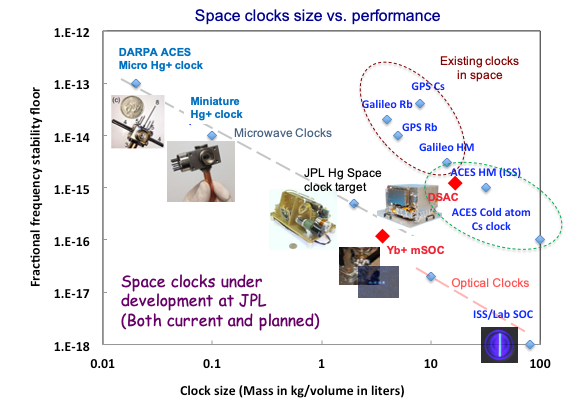 Space clocks size vs. performance
1.E-12
1.E-13
1.E-14
1.E-15
1.E-16
1.E-17
1.E-18
Fractional frequency stability floor
DARPA ACES
Micro Hg+ clock
(c)
Miniature
Hg+ clock
Microwave Clocks
Existing clocks
in space
GPS Cs
Galileo Rb
GPS Rb
Galileo HM
JPL Hg Space
clock target
ACES HM (ISS)
DSAC
ACES Cold atom
Cs clock
Yb+ mSOC
Optical Clocks
ISS/Lab SOC
Space clocks under
development at JPL
(Both current and planned)
0.01
0.1
1
10
100
Clock size (Mass in kg/volume in liters)